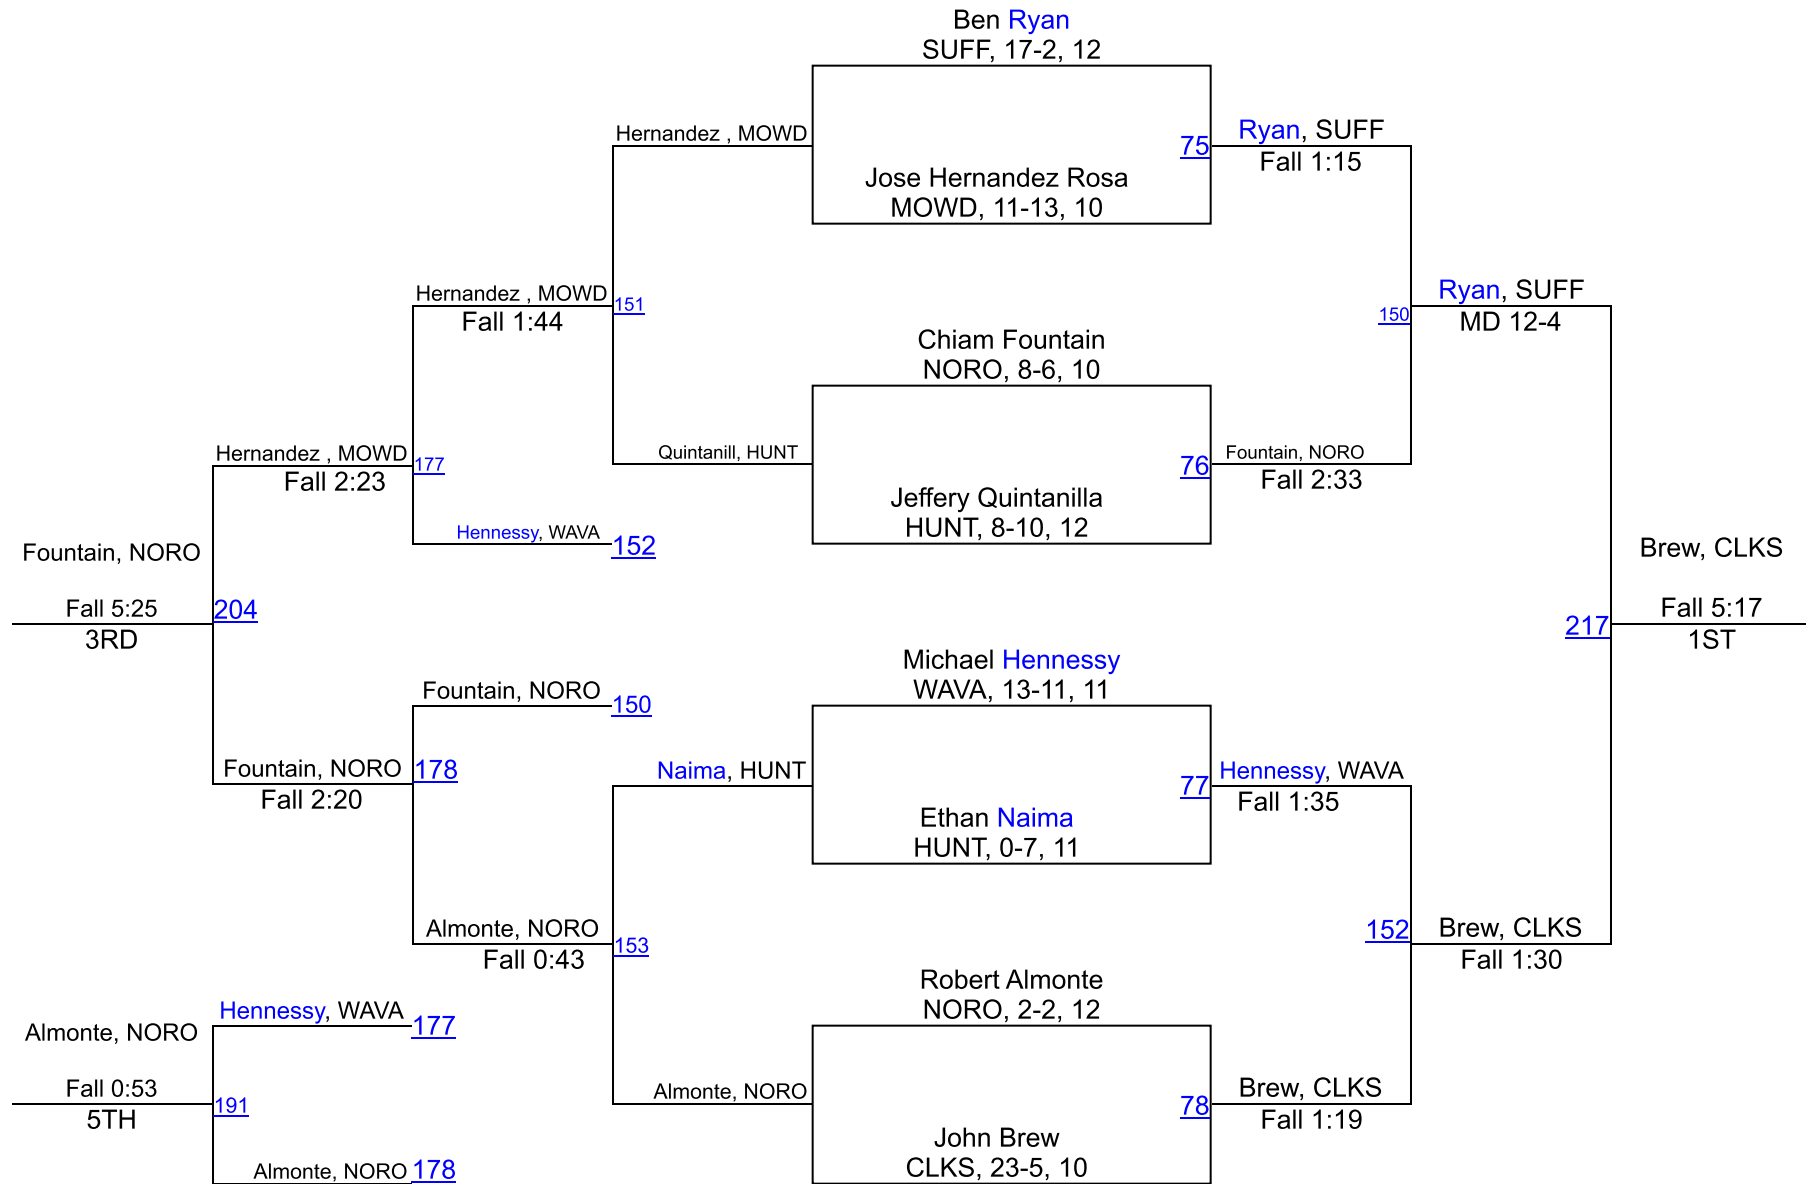 Ben Ryan
SUFF, 17-2, 12
Hernandez , MOWD
75
Ryan, SUFF
Fall 1:15
Jose Hernandez Rosa
MOWD, 11-13, 10
Hernandez , MOWD
Fall 1:44
151
150
Ryan, SUFF
MD 12-4
Chiam Fountain
NORO, 8-6, 10
Hernandez , MOWD
Fall 2:23
177
Quintanill, HUNT
76
Fountain, NORO
Fall 2:33
Jeffery Quintanilla
HUNT, 8-10, 12
Hennessy, WAVA
152
Fountain, NORO
Fall 5:25
3RD
204
Brew, CLKS
Fall 5:17
1ST
217
Michael Hennessy
WAVA, 13-11, 11
Fountain, NORO
150
Fountain, NORO
Fall 2:20
178
Naima, HUNT
77
Hennessy, WAVA
Fall 1:35
Ethan Naima
HUNT, 0-7, 11
Almonte, NORO
Fall 0:43
153
152
Brew, CLKS
Fall 1:30
Robert Almonte
NORO, 2-2, 12
Hennessy, WAVA
177
Almonte, NORO
Fall 0:53
5TH
191
Almonte, NORO
78
Brew, CLKS
Fall 1:19
John Brew
CLKS, 23-5, 10
Almonte, NORO
178